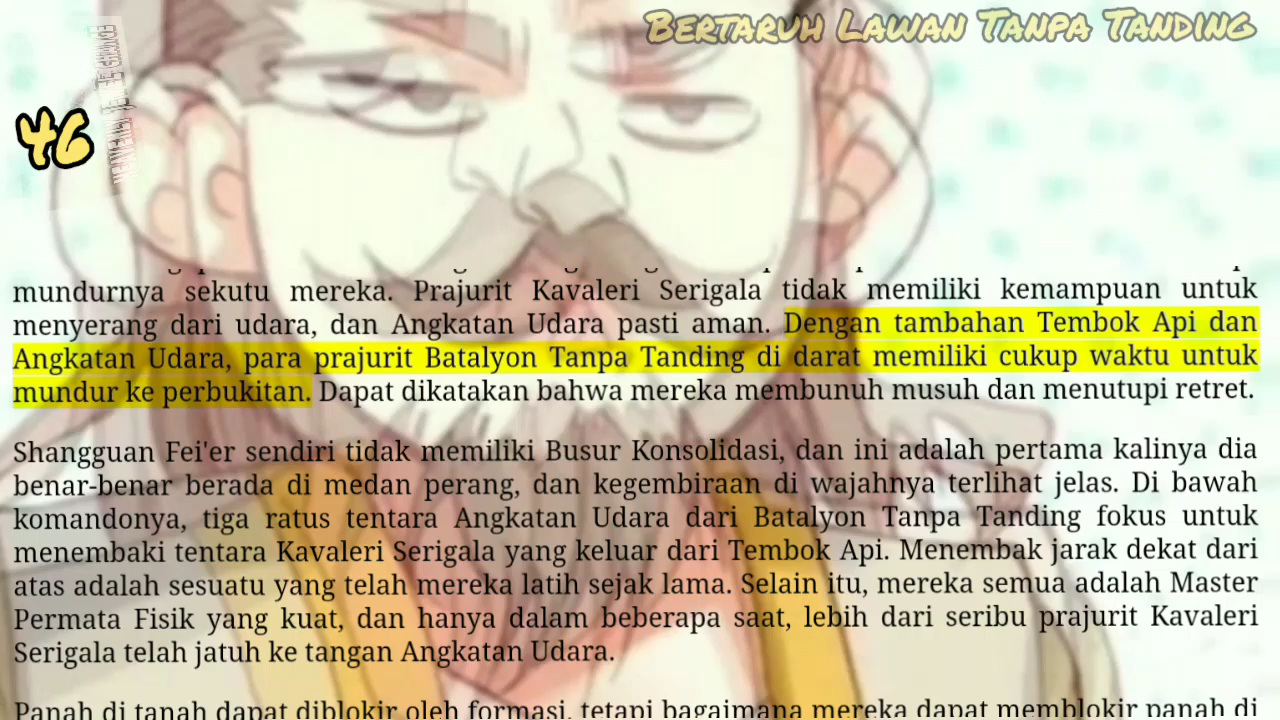 Bertaruh Lawan Tanpa Tanding
46
mundurnya sekutu mereka. Prajurit Kavaleri Serigala tidak memiliki kemampuan untuk
menyerang dari udara, dan Angkatan Udara pasti aman. Dengan tambahan Tembok Api dan
Angkatan Udara, para prajurit Batalyon Tanpa Tanding di darat memiliki cukup waktu untuk
mundur ke perbukitan. Dapat dikatakan bahwa mereka membunuh musuh dan menutupi retret.
Shangguan Fei'er sendiri tidak memiliki Busur Konsolidasi, dan ini adalah pertama kalinya dia
benar-benar berada di medan perang, dan kegembiraan di wajahnya terlihat jelas. Di bawah
komandonya, tiga ratus tentara Angkatan Udara dari Batalyon Tanpa Tanding fokus untuk
menembaki tentara Kavaleri Serigala yang keluar dari Tembok Api. Menembak jarak dekat dari
atas adalah sesuatu yang telah mereka latih sejak lama. Selain itu, mereka semua adalah Master
Permata Fisik yang kuat, dan hanya dalam beberapa saat, lebih dari seribu prajurit Kavaleri
Serigala telah jatuh ke tangan Angkatan Udara.
Panah di tanah dapat diblokir oleh formasi, tetapi bagaimana mereka dapat memblokir panah di